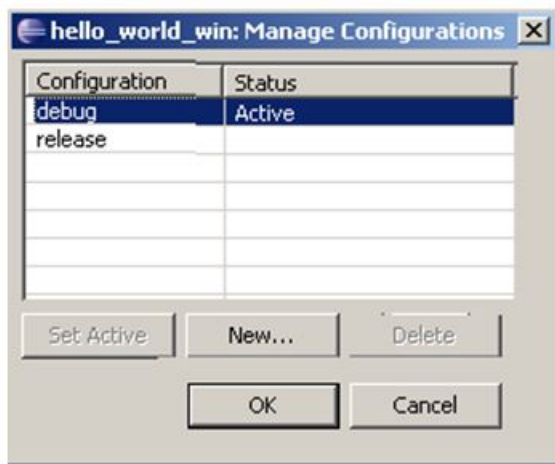 hello_world_win: Manage Configurations
Configuration Status
debug Active
release
Set Active New... Delete
OK Cancel